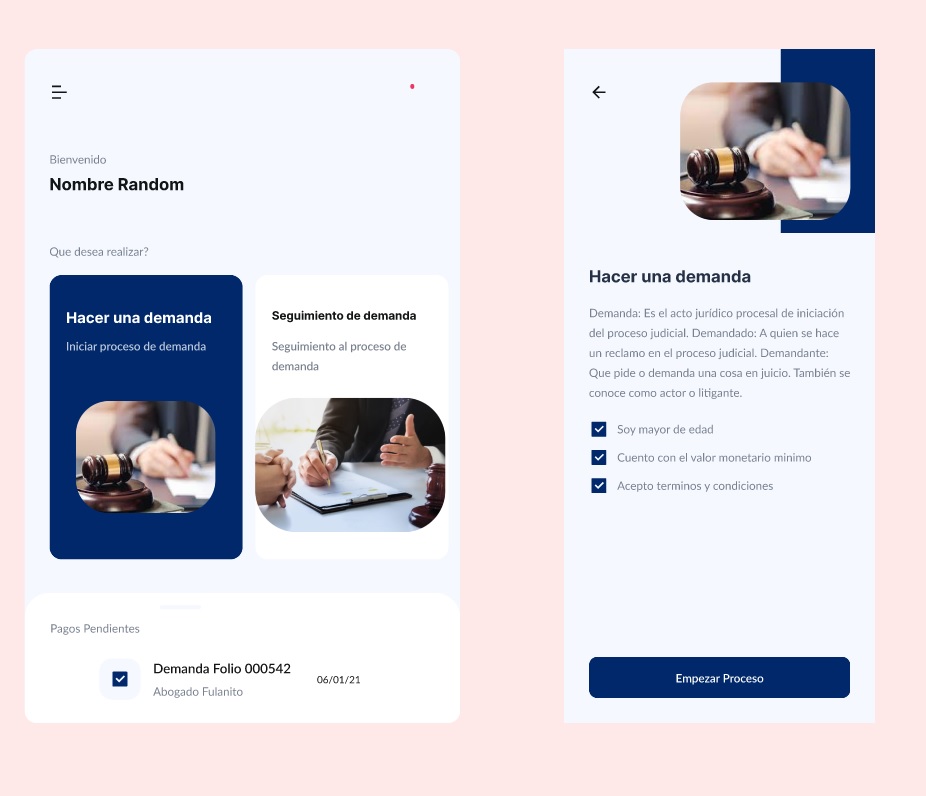 Bienvenido
Nombre Random
Que desea realizar?
Hacer una demanda
Iniciar proceso de demanda
Seguimiento de demanda
Seguimiento al proceso de
demanda
Pagos Pendientes
Demanda Folio 000542
Abogado Fulanito
06/01/21
Hacer una demanda
Demanda: Es el acto jurídico procesal de iniciación
del proceso judicial. Demandado: A quien se hace
un reclamo en el proceso judicial. Demandante:
Que pide o demanda una cosa en juicio. También se
conoce como actor o litigante.
Soy mayor de edad
Cuento con el valor monetario minimo
Acepto terminos y condiciones
Empezar Proceso